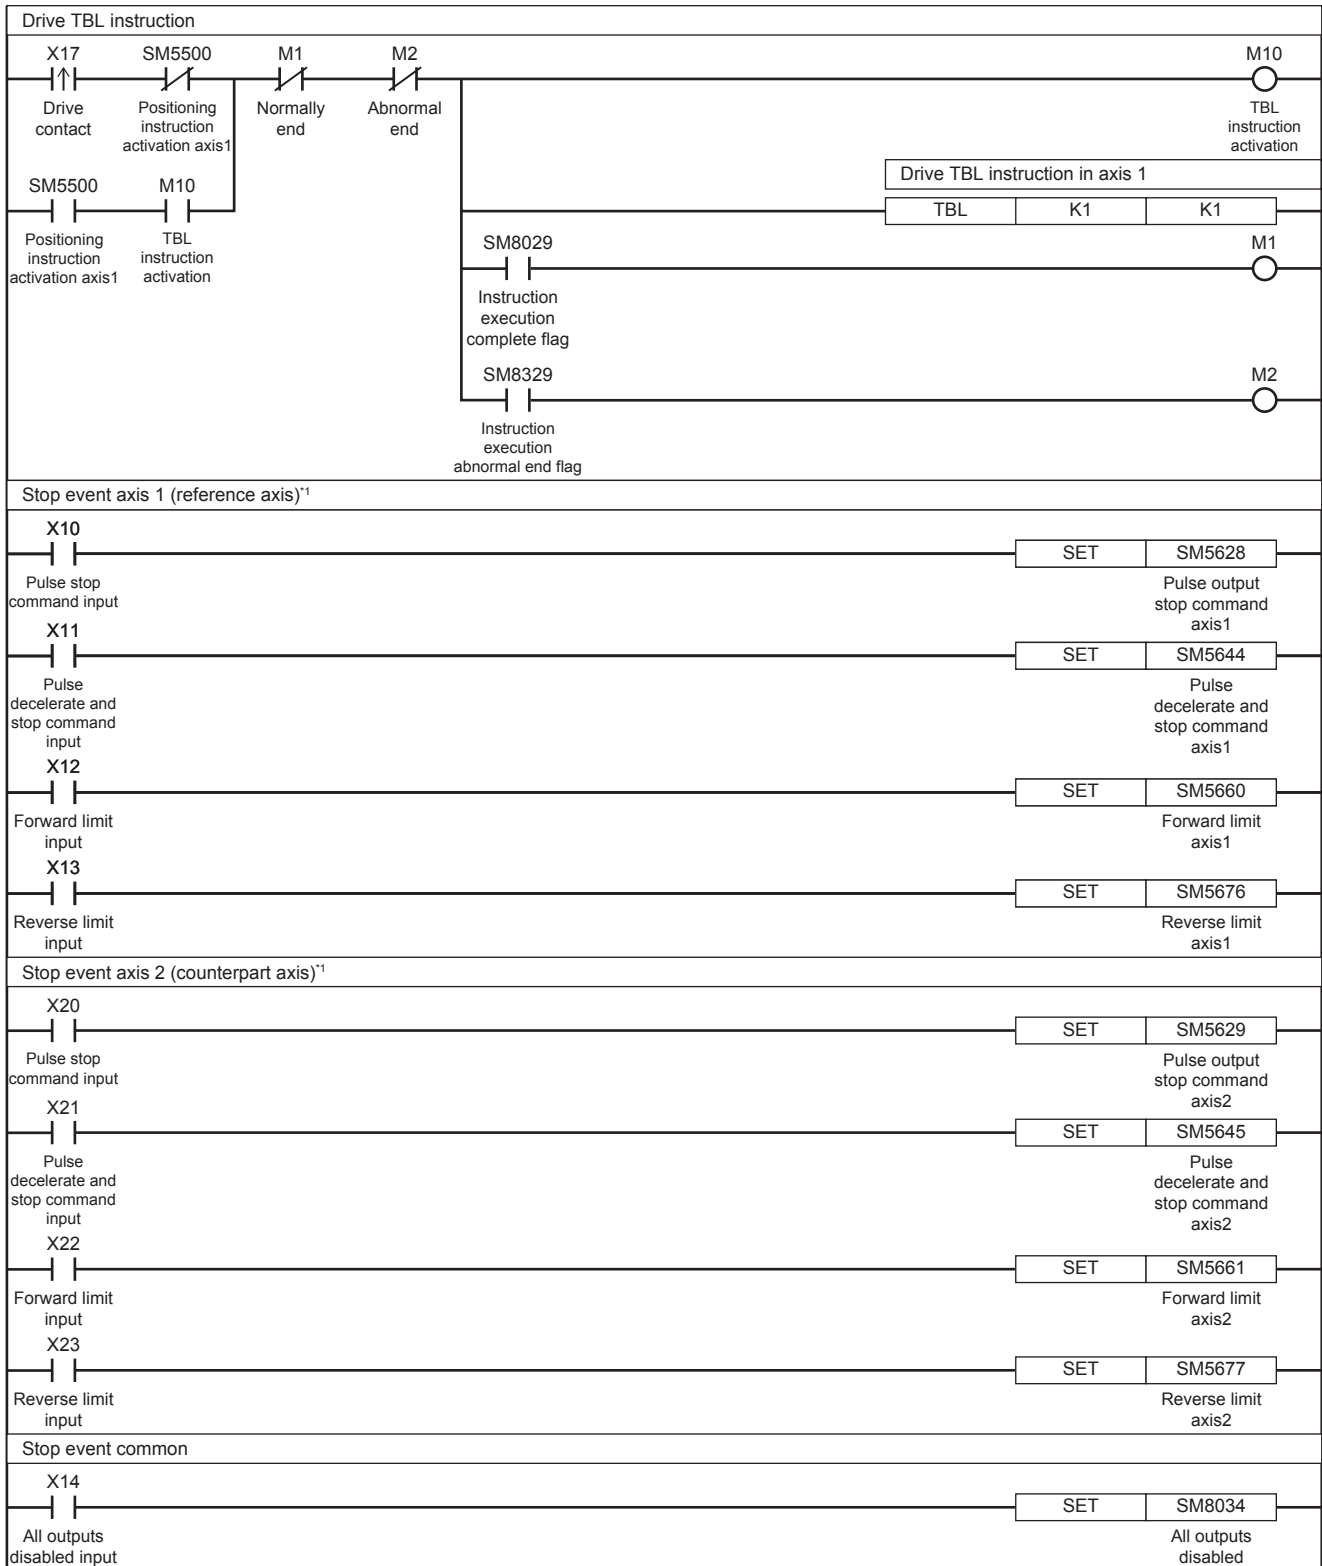 Drive TBL instruction
X17 SM5500 M1 M2 M10
Drive contact
Positioning instruction activation axis1
Normally end
Abnormal end
TBL instruction activation
Drive TBL instruction in axis 1
SM5500 M10
TBL K1 K1
Positioning instruction activation axis1
TBL instruction activation
SM8029 M1
Instruction execution complete flag
SM8329 M2
Instruction execution abnormal end flag
Stop event axis 1 (reference axis)*1
X10
SET SM5628
Pulse stop command input
Pulse output stop command axis1
X11
SET SM5644
Pulse decelerate and stop command input
Pulse decelerate and stop command axis1
X12
SET SM5660
Forward limit input
Forward limit axis1
X13
SET SM5676
Reverse limit input
Reverse limit axis1
Stop event axis 2 (counterpart axis)*1
X20
SET SM5629
Pulse stop command input
Pulse output stop command axis2
X21
SET SM5645
Pulse decelerate and stop command input
Pulse decelerate and stop command axis2
X22
SET SM5661
Forward limit input
Forward limit axis2
X23
SET SM5677
Reverse limit input
Reverse limit axis2
Stop event common
X14
SET SM8034
All outputs disabled input
All outputs disabled